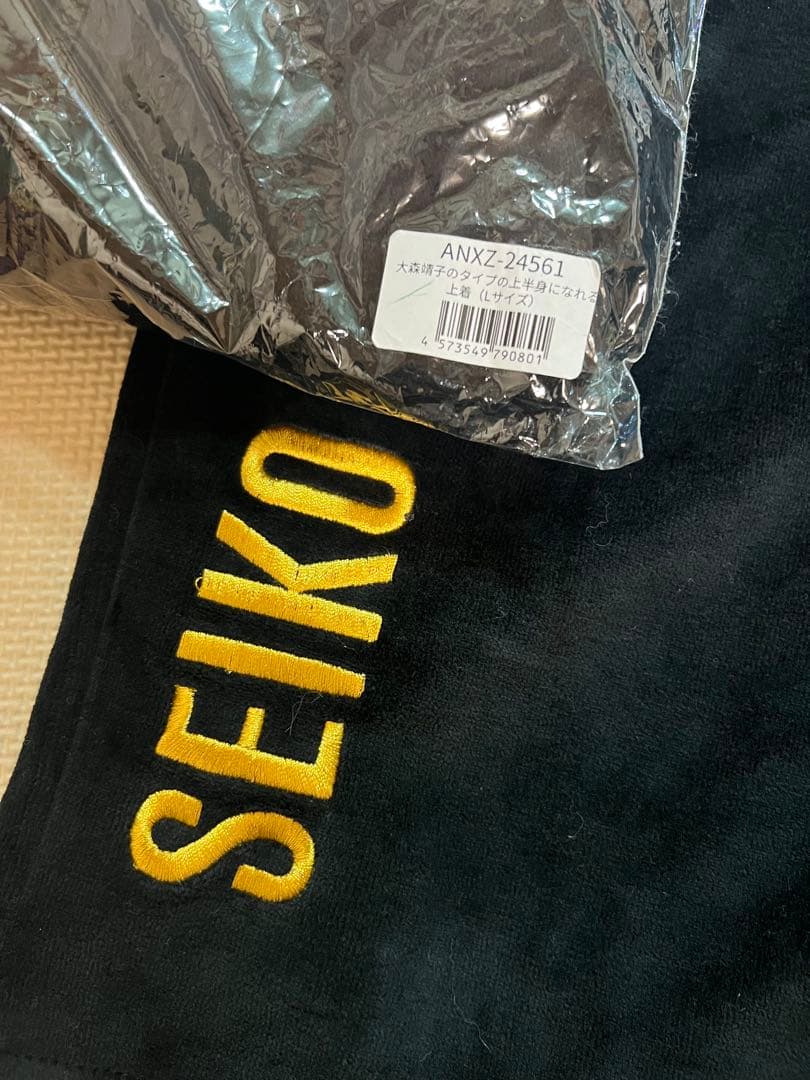 ANXZ-24561
大森靖子のタイプの上半身になれる
上着（Lサイズ）
4 573549 790801
SEIKO